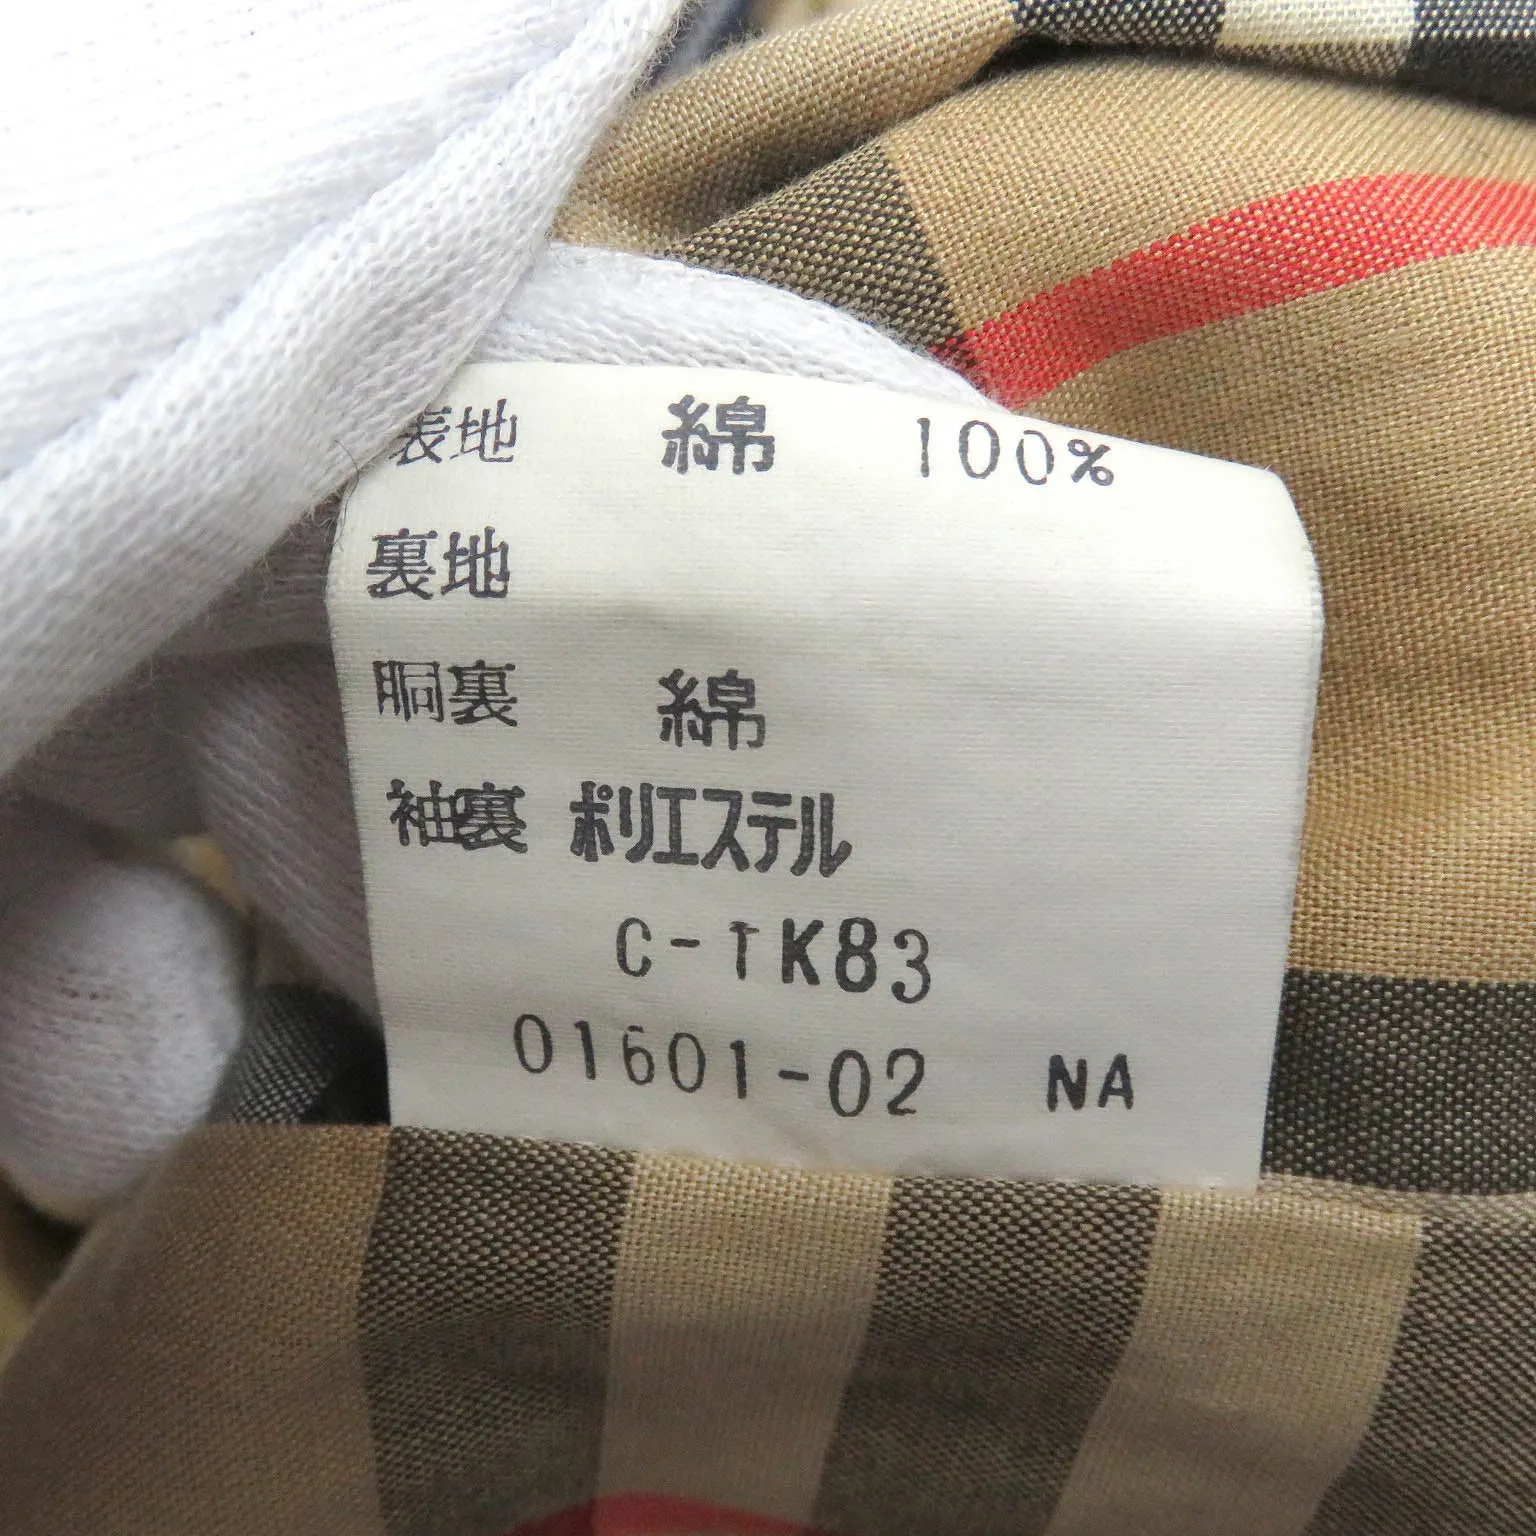 表地 綿 100%
裏地
胴裏 綿
袖裏 ポリエステル
C-TK83
01601-02 NA